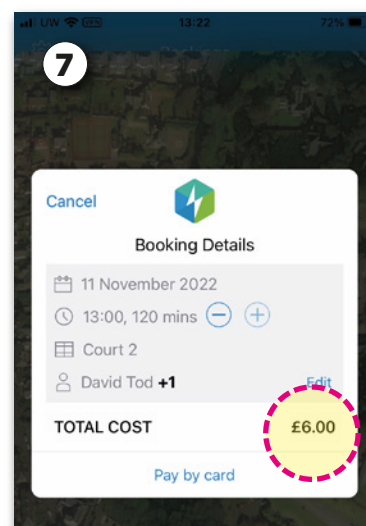 UW VPN 13:22 72%
7
Cancel
Booking Details
11 November 2022
13:00, 120 mins
Court 2
David Tod +1 Edit
TOTAL COST £6.00
Pay by card